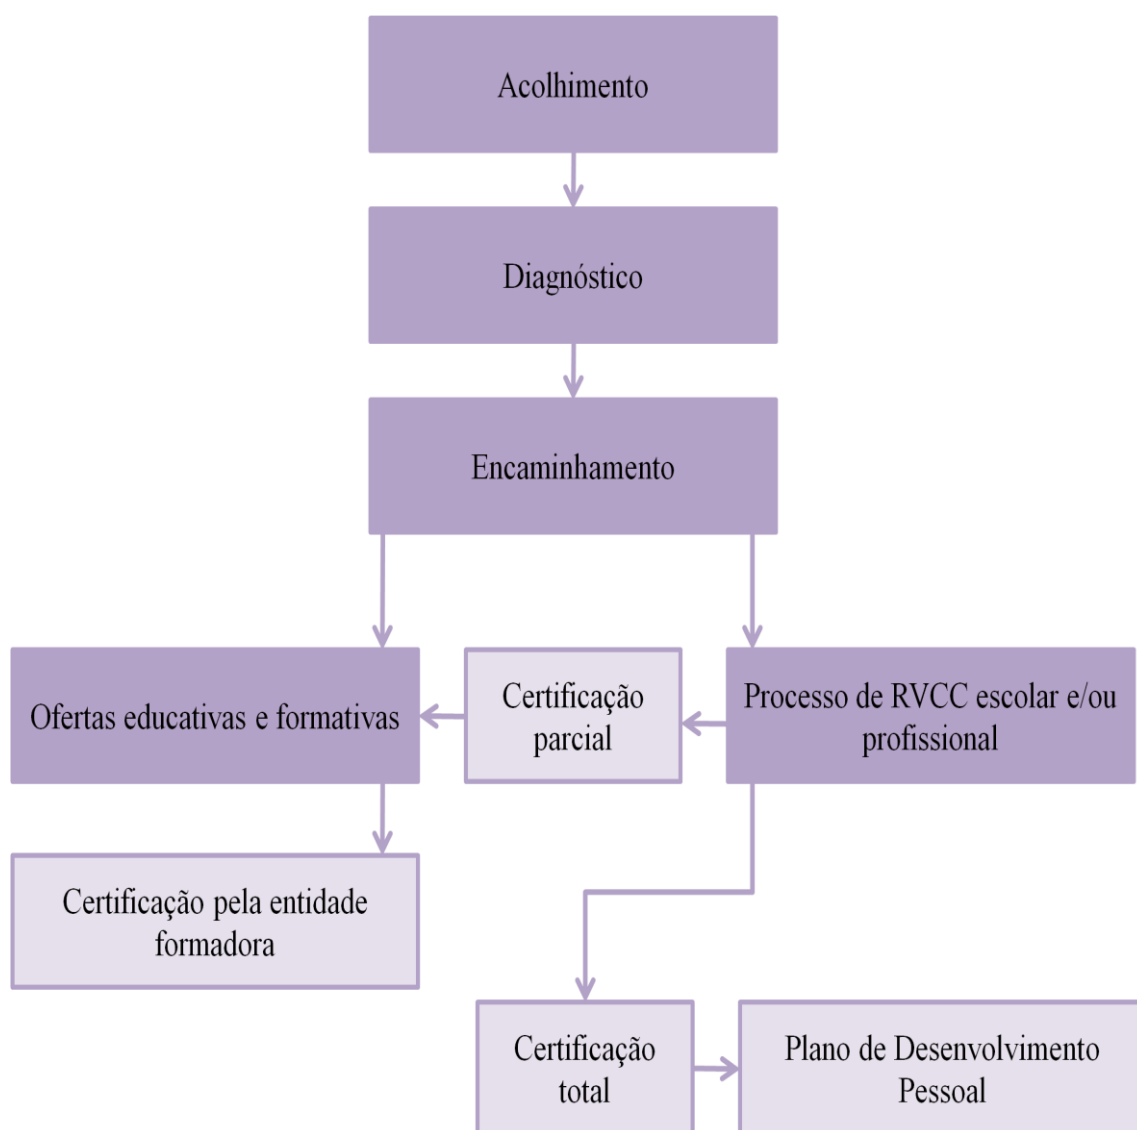 Acolhimento
Diagnóstico
Encaminhamento
Ofertas educativas e formativas
Certificação
parcial
Processo de RVCC escolar e/ou
profissional
Certificação pela entidade
formadora
Certificação
total
Plano de Desenvolvimento
Pessoal